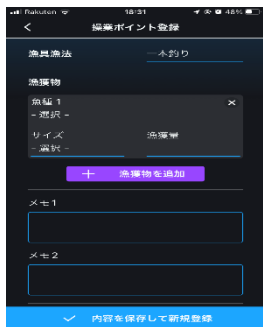 Rakuten 18:31 48%
操業ポイント登録
漁具漁法 一本釣り
漁獲物
魚種 1 ×
- 選択 -
サイズ 漁獲量
- 選択 -
+ 漁獲物を追加
メモ1
メモ2
内容を保存して新規登録